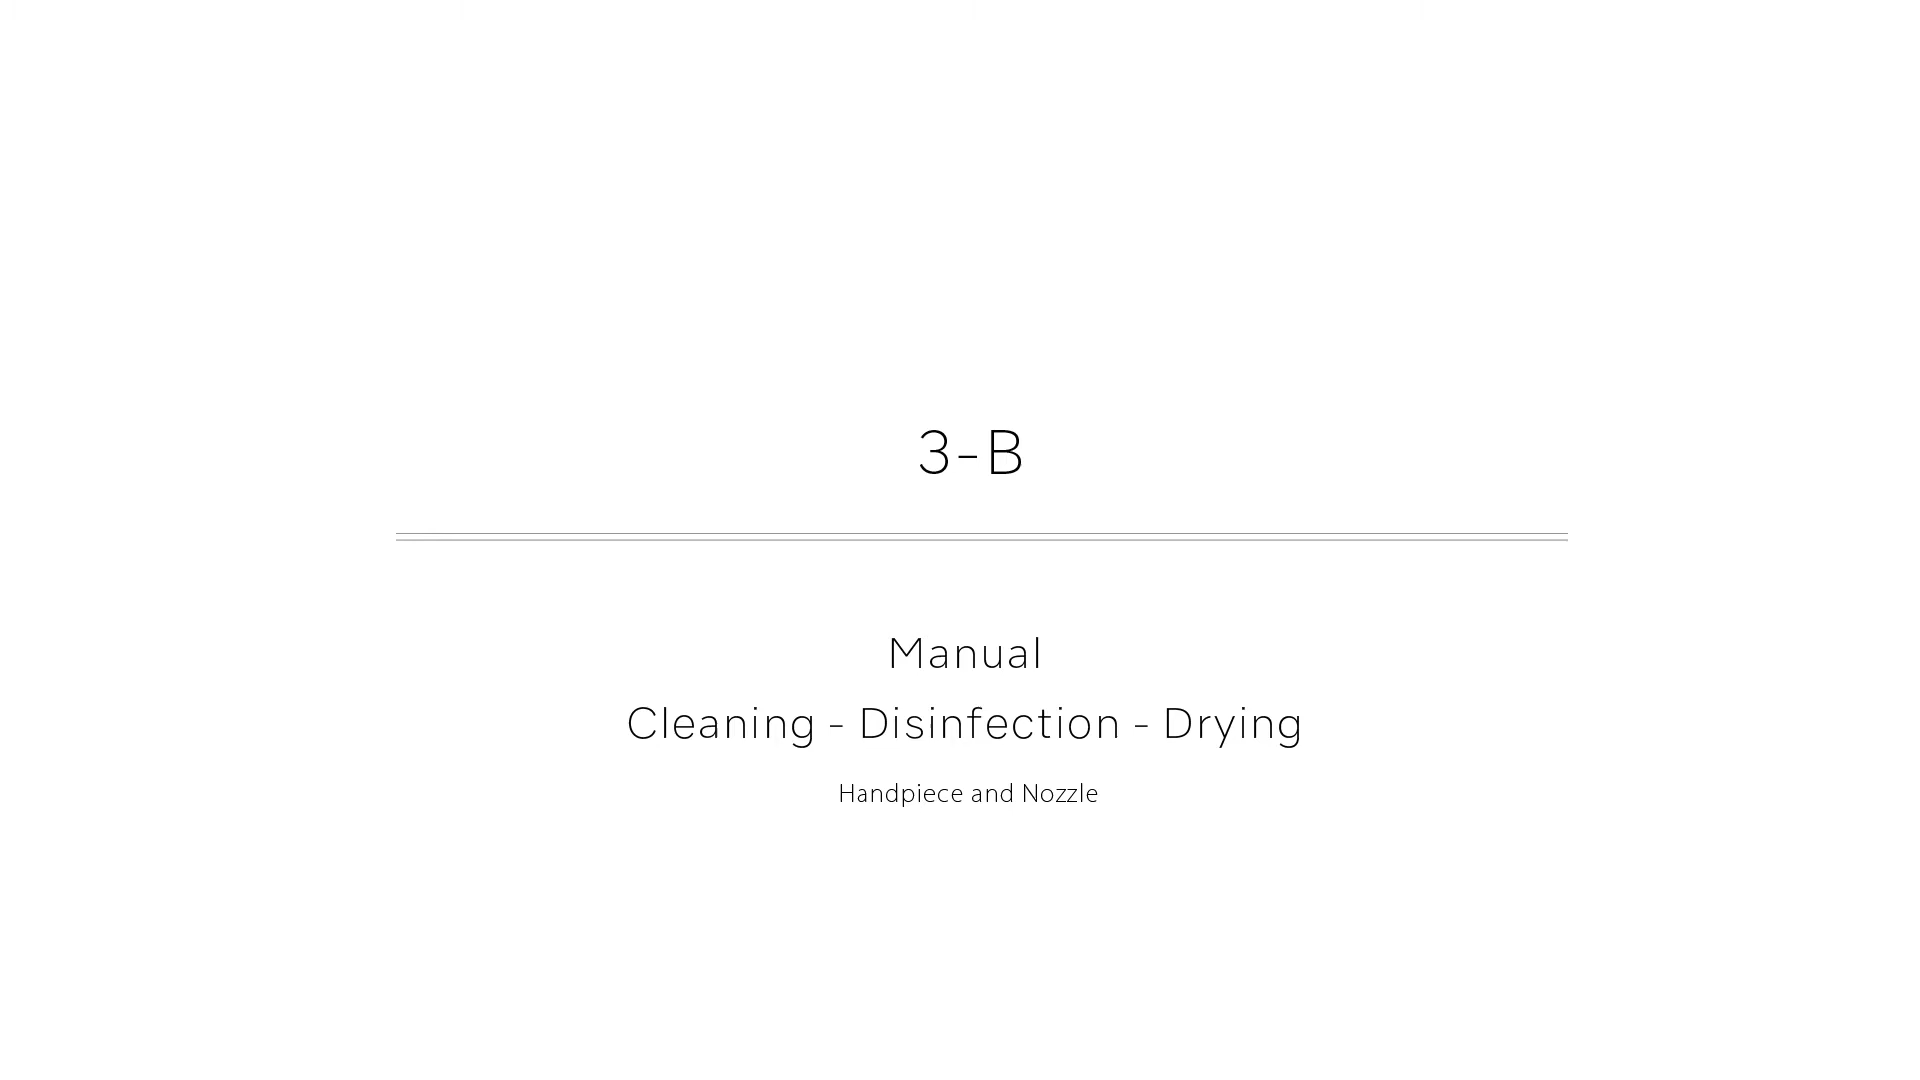 3-B
Manual
Cleaning - Disinfection - Drying
Handpiece and Nozzle